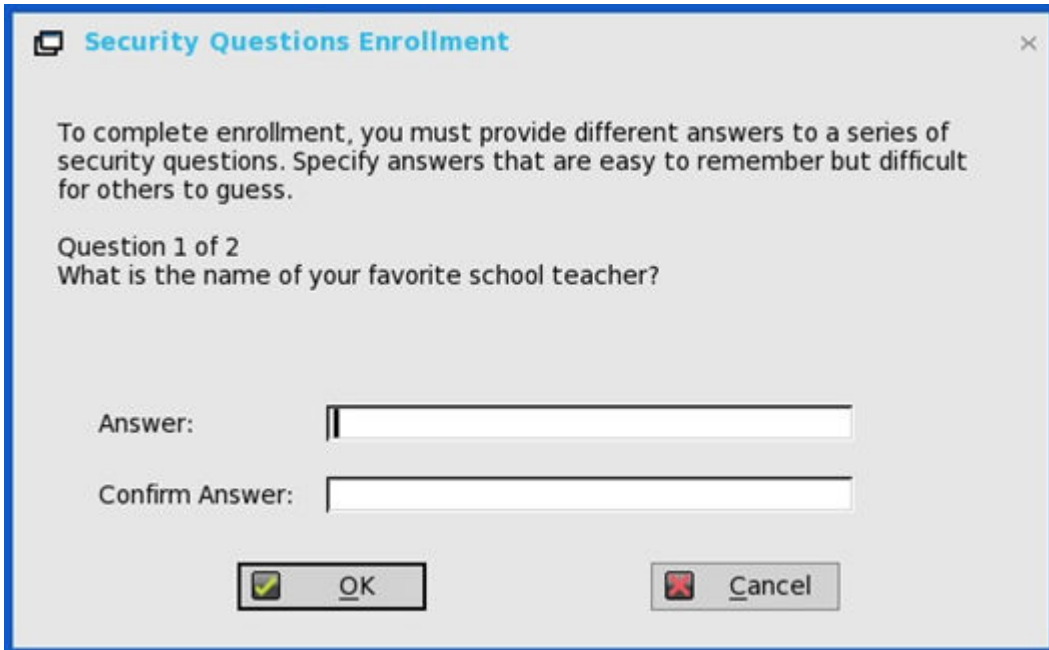 Security Questions Enrollment
To complete enrollment, you must provide different answers to a series of
security questions. Specify answers that are easy to remember but difficult
for others to guess.
Question 1 of 2
What is the name of your favorite school teacher?
Answer:
Confirm Answer:
OK Cancel